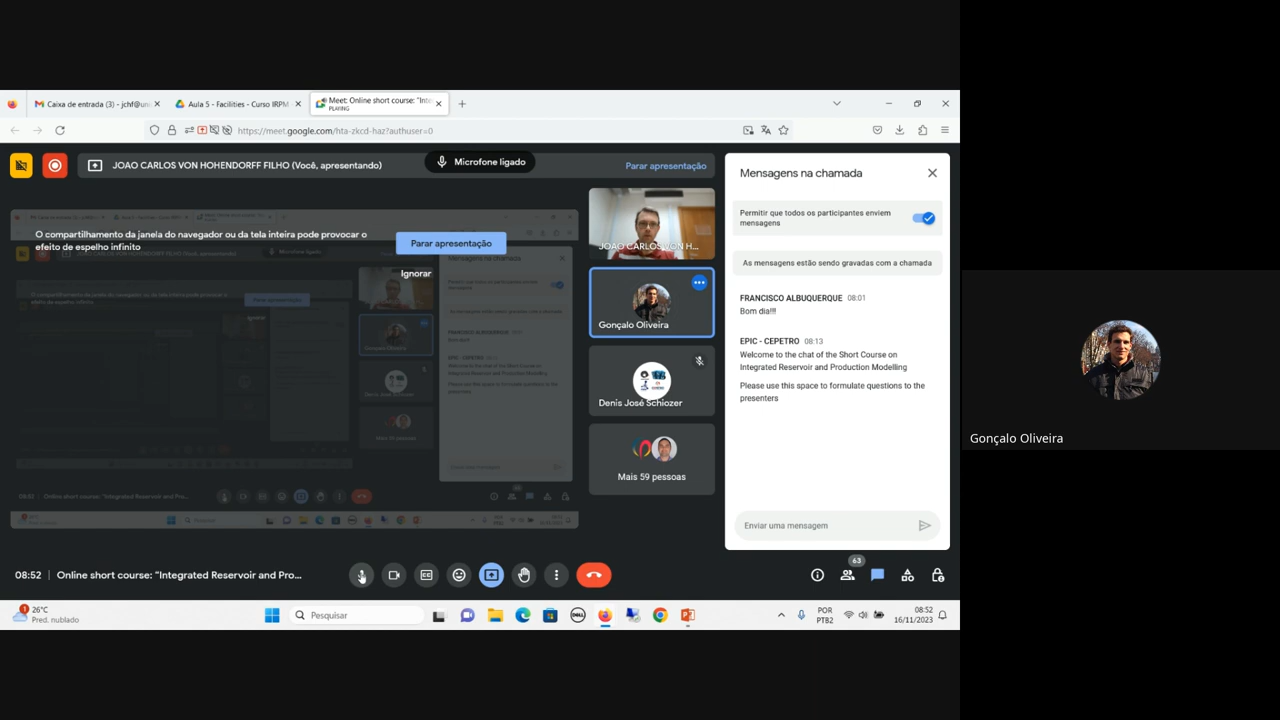 Caixa de entrada (3) - jchf@uni
Aula 5 - Facilities - Curso IRPM
Meet: Online short course: "Inte
PLAYING
https://meet.google.com/hta-zkcd-haz?authuser=0
JOAO CARLOS VON HOHENDORFF FILHO (Você, apresentando)
Microfone ligado
Parar apresentação
O compartilhamento da janela do navegador ou da tela inteira pode provocar o
efeito de espelho infinito
Parar apresentação
Ignorar
JOAO CARLOS VON H...
Gonçalo Oliveira
Denis José Schiozer
Mais 59 pessoas
Mensagens na chamada
Permitir que todos os participantes enviem
mensagens
As mensagens estão sendo gravadas com a chamada
FRANCISCO ALBUQUERQUE 08:01
Bom dia!!!
EPIC - CEPETRO 08:13
Welcome to the chat of the Short Course on
Integrated Reservoir and Production Modelling
Please use this space to formulate questions to the
presenters
Enviar uma mensagem
08:52 | Online short course: "Integrated Reservoir and Pro...
63
1
26°C
Pred. nublado
Pesquisar
DELL
POR
PTB2
08:52
16/11/2023
Gonçalo Oliveira